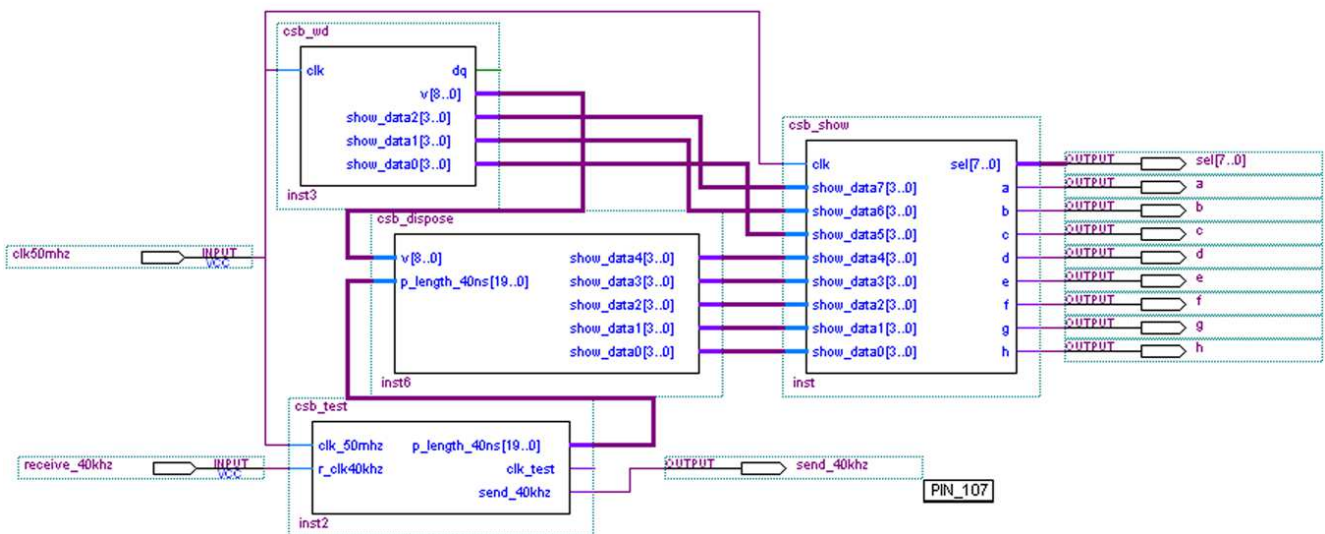 csb_wd
clk dq
v[8..0]
show_data2[3..0]
show_data1[3..0]
show_data0[3..0]
inst3
csb_show
clk sel[7..0]
show_data7[3..0] a
show_data6[3..0] b
show_data5[3..0] c
show_data4[3..0] d
show_data3[3..0] e
show_data2[3..0] f
show_data1[3..0] g
show_data0[3..0] h
inst
OUTPUT sel[7..0]
OUTPUT a
OUTPUT b
OUTPUT c
OUTPUT d
OUTPUT e
OUTPUT f
OUTPUT g
OUTPUT h
csb_dispose
v[8..0] show_data4[3..0]
p_length_40ns[19..0] show_data3[3..0]
show_data2[3..0]
show_data1[3..0]
show_data0[3..0]
inst6
clk50mhz INPUT
VCC
csb_test
clk_50mhz p_length_40ns[19..0]
r_clk40khz clk_test
send_40khz
inst2
receive_40khz INPUT
VCC
OUTPUT send_40khz
PIN_107